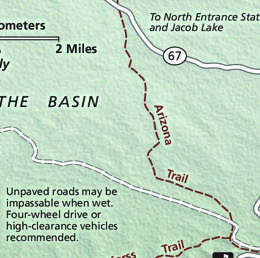 ometers
To North Entrance Stat
and Jacob Lake
2 Miles
ly
67
THE BASIN
Arizona
Trail
Unpaved roads may be
impassable when wet.
Four-wheel drive or
high-clearance vehicles
recommended.
Trail